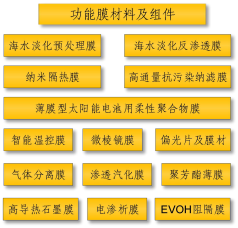 功能膜材料及组件
海水淡化预处理膜 海水淡化反渗透膜
纳米隔热膜 高通量抗污染纳滤膜
薄膜型太阳能电池用柔性聚合物膜
智能温控膜 微棱镜膜 偏光片及膜材
气体分离膜 渗透汽化膜 聚芳酯薄膜
高导热石墨膜 电渗析膜 EVOH阻隔膜